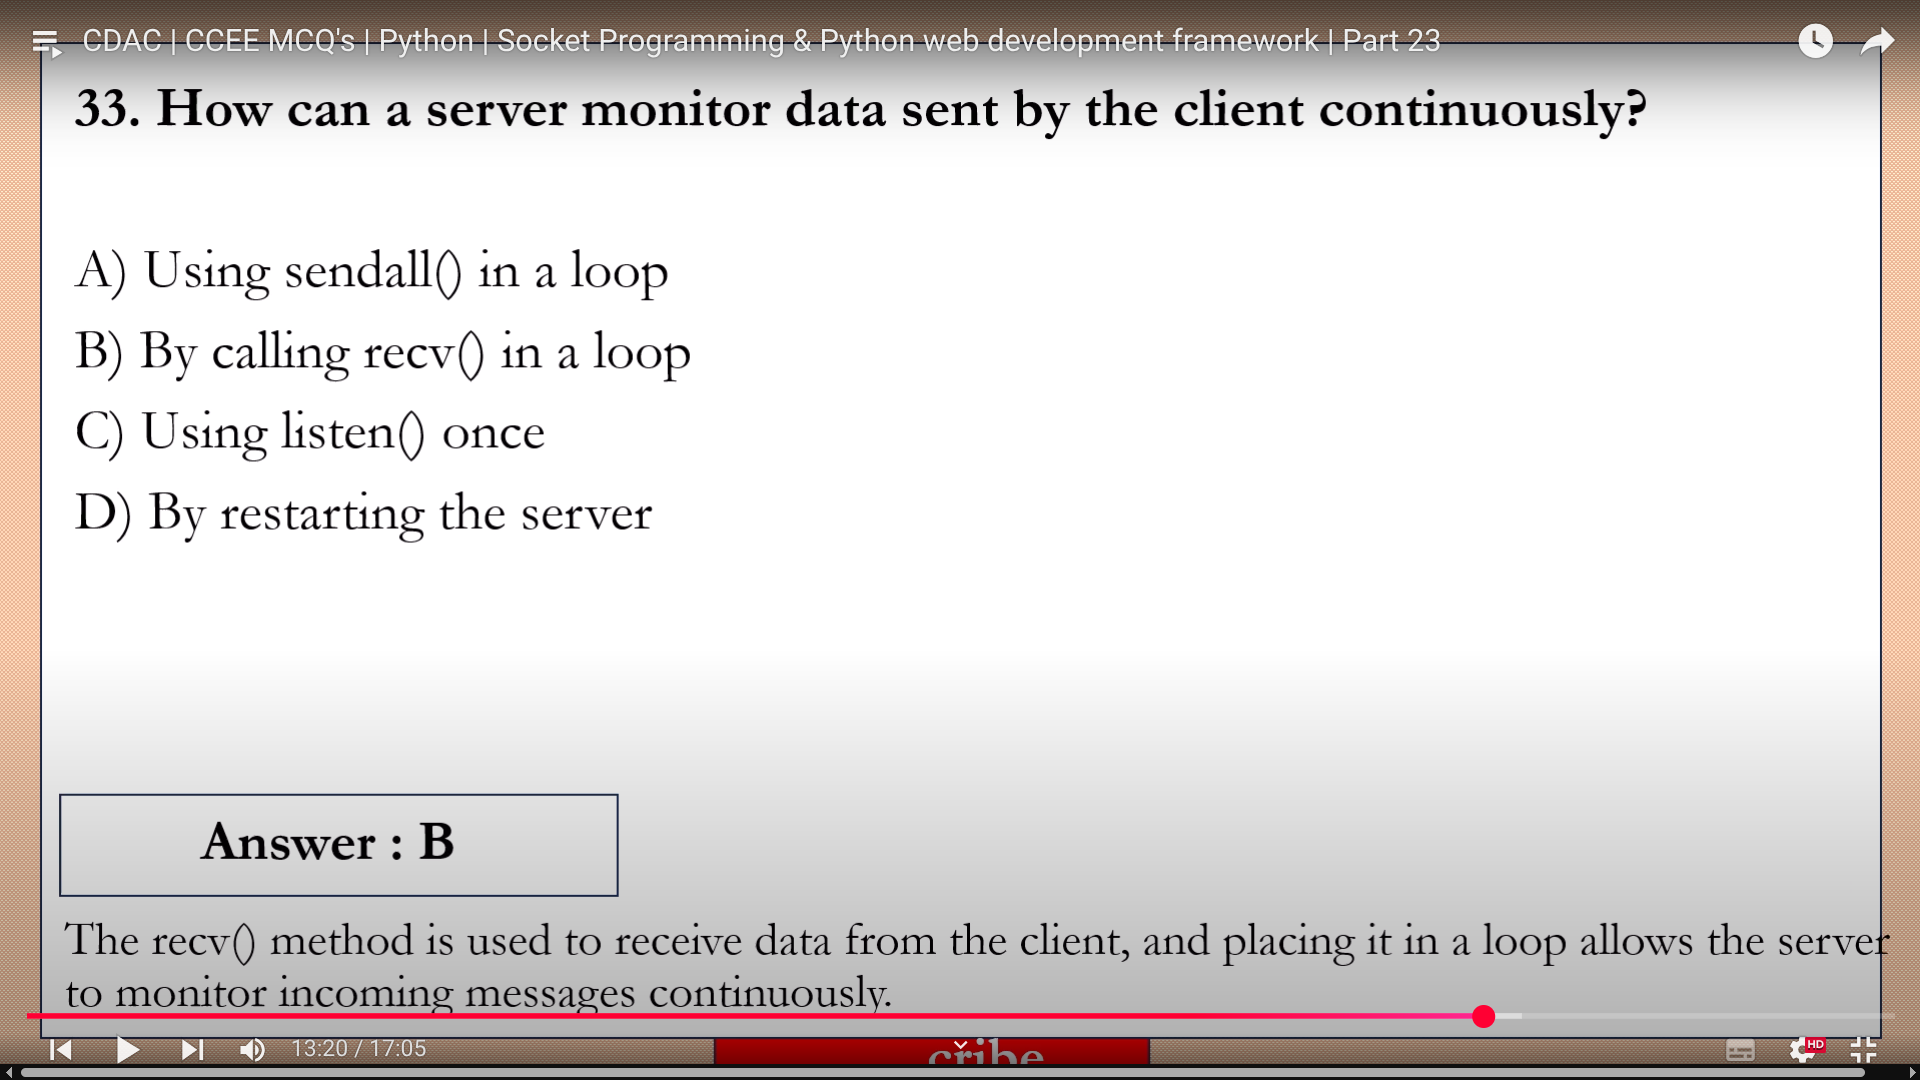 CDAC | CCEE MCQ's | Python | Socket Programming & Python web development framework | Part 23
33. How can a server monitor data sent by the client continuously?
A) Using sendall() in a loop
B) By calling recv() in a loop
C) Using listen() once
D) By restarting the server
Answer : B
The recv() method is used to receive data from the client, and placing it in a loop allows the server
to monitor incoming messages continuously.
13:20 / 17:05
cribe
HD